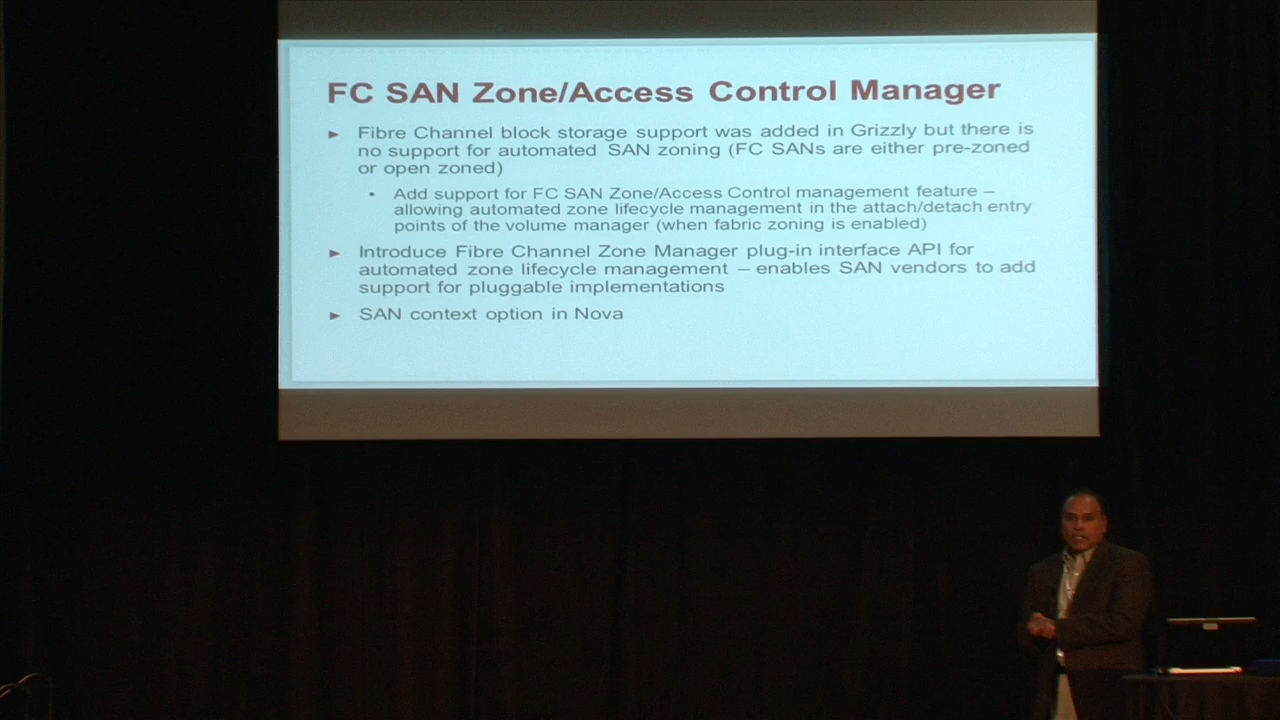 FC SAN Zone/Access Control Manager
► Fibre Channel block storage support was added in Grizzly but there is
no support for automated SAN zoning (FC SANs are either pre-zoned
or open zoned)
• Add support for FC SAN Zone/Access Control management feature –
allowing automated zone lifecycle management in the attach/detach entry
points of the volume manager (when fabric zoning is enabled)
► Introduce Fibre Channel Zone Manager plug-in interface API for
automated zone lifecycle management – enables SAN vendors to add
support for pluggable implementations
► SAN context option in Nova